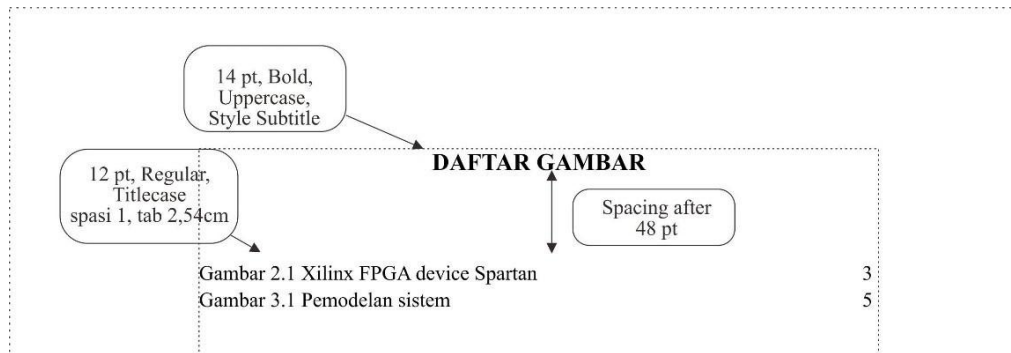 14 pt, Bold,
Uppercase,
Style Subtitle
DAFTAR GAMBAR
12 pt, Regular,
Titlecase
spasi 1, tab 2,54cm
Spacing after
48 pt
Gambar 2.1 Xilinx FPGA device Spartan 3
Gambar 3.1 Pemodelan sistem 5